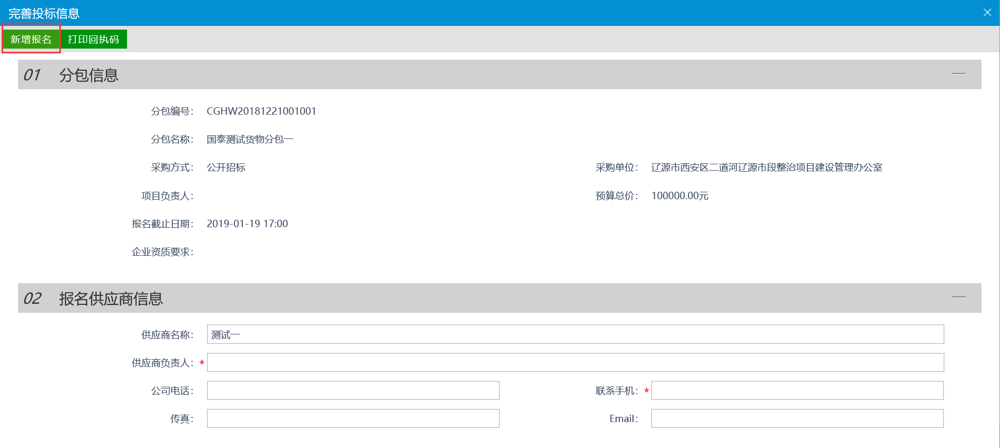 完善投标信息
新增报名 打印回执码
01 分包信息
分包编号： CGHW20181221001001
分包名称： 国泰测试货物分包一
采购方式： 公开招标 采购单位： 辽源市西安区二道河辽源市段整治项目建设管理办公室
项目负责人： 预算总价： 100000.00元
报名截止日期： 2019-01-19 17:00
企业资质要求：
02 报名供应商信息
供应商名称： 测试一
供应商负责人： *
公司电话： 联系手机： *
传真： Email：